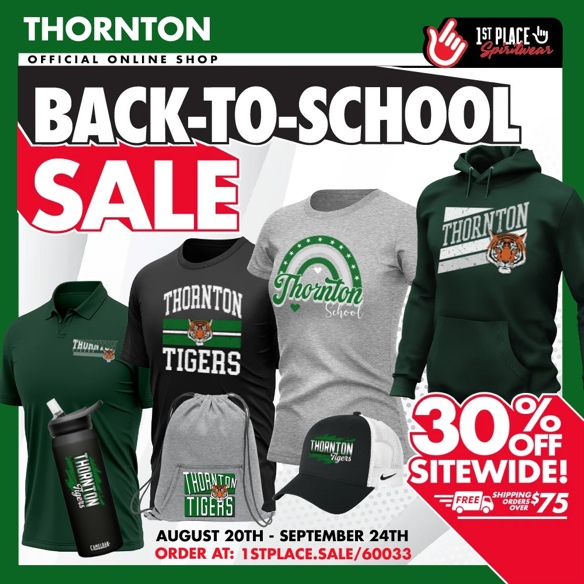 THORNTON
OFFICIAL ONLINE SHOP
1ST PLACE
Spiritwear
BACK-TO-SCHOOL
SALE
THORNTON
THORNTON
TIGERS
Thornton
School
THORNTON
THORNTON
Tigers
CAMELBAK
THORNTON
TIGERS
THORNTON
Tigers
30% OFF
SITEWIDE!
FREE SHIPPING ORDERS OVER $75
AUGUST 20TH - SEPTEMBER 24TH
ORDER AT: 1STPLACE.SALE/60033